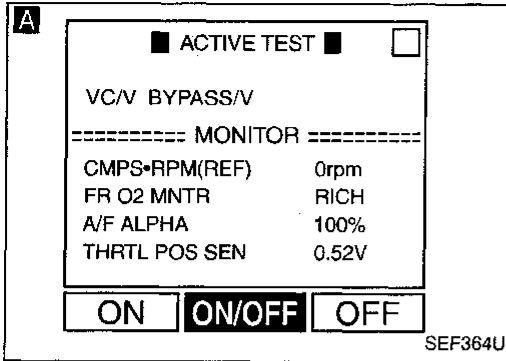 A
■ ACTIVE TEST ■ □
VC/V BYPASS/V
========== MONITOR ==========
CMPS•RPM(REF) 0rpm
FR O2 MNTR RICH
A/F ALPHA 100%
THRTL POS SEN 0.52V
ON ON/OFF OFF
SEF364U